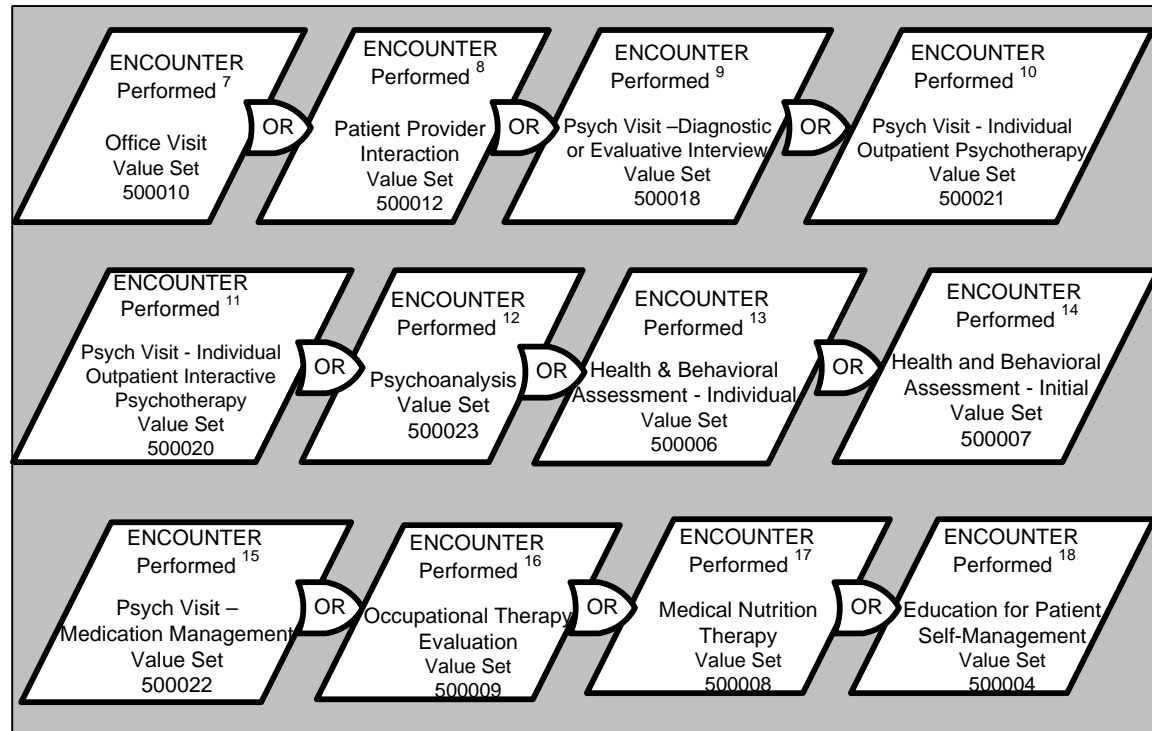 ENCOUNTER
Performed 7
Office Visit
Value Set
500010
OR
ENCOUNTER
Performed 8
Patient Provider
Interaction
Value Set
500012
OR
ENCOUNTER
Performed 9
Psych Visit –Diagnostic
or Evaluative Interview
Value Set
500018
OR
ENCOUNTER
Performed 10
Psych Visit - Individual
Outpatient Psychotherapy
Value Set
500021
ENCOUNTER
Performed 11
Psych Visit - Individual
Outpatient Interactive
Psychotherapy
Value Set
500020
OR
ENCOUNTER
Performed 12
Psychoanalysis
Value Set
500023
OR
ENCOUNTER
Performed 13
Health & Behavioral
Assessment - Individual
Value Set
500006
OR
ENCOUNTER
Performed 14
Health and Behavioral
Assessment - Initial
Value Set
500007
ENCOUNTER
Performed 15
Psych Visit –
Medication Management
Value Set
500022
OR
ENCOUNTER
Performed 16
Occupational Therapy
Evaluation
Value Set
500009
OR
ENCOUNTER
Performed 17
Medical Nutrition
Therapy
Value Set
500008
OR
ENCOUNTER
Performed 18
Education for Patient
Self-Management
Value Set
500004